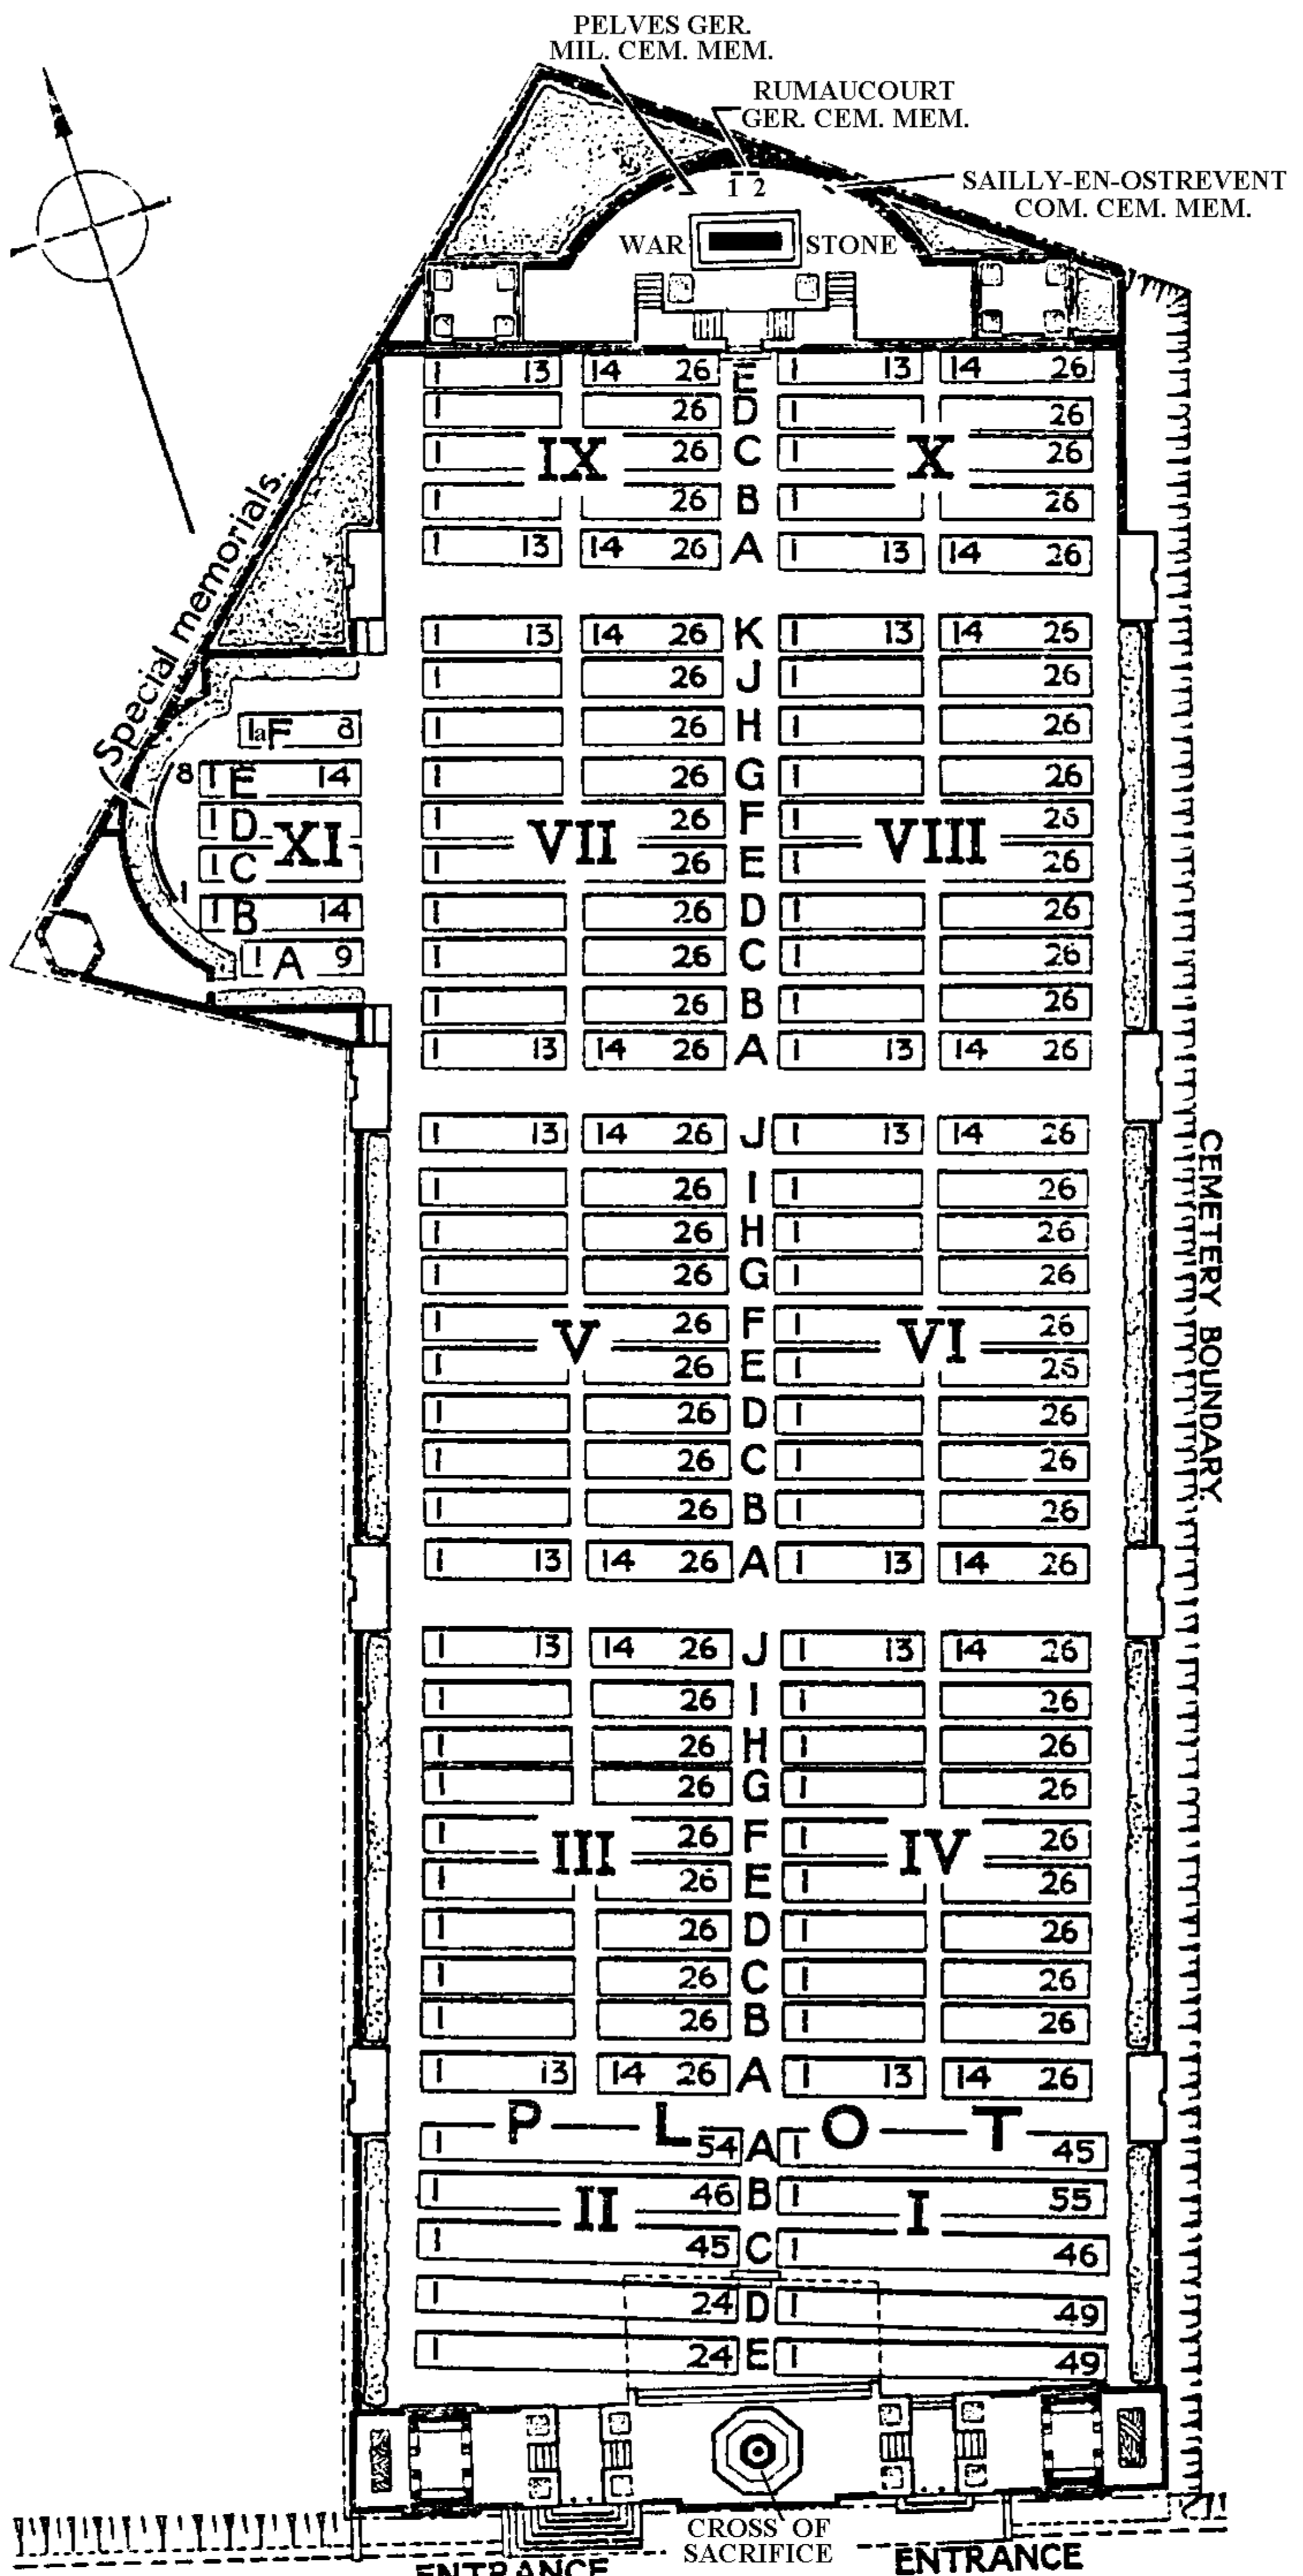 PELVES GER.
MIL. CEM. MEM.
RUMAUCOURT
GER. CEM. MEM.
1 2
SAILLY-EN-OSTREVENT
COM. CEM. MEM.
WAR STONE
1 13 14 26 E 1 13 14 26
1 26 D 1 26
IX X
1 26 C 1 26
1 26 B 1 26
1 13 14 26 A 1 13 14 26
Special memorials.
1 13 14 26 K 1 13 14 26
1 26 J 1 26
1a F 8 1 26 H 1 26
8 1 E 14 1 26 G 1 26
1 D 1 26 F 1 26
XI VII VIII
1 C 1 26 E 1 26
1 1 B 14 1 26 D 1 26
1 A 9 1 26 C 1 26
1 26 B 1 26
1 13 14 26 A 1 13 14 26
CEMETERY BOUNDARY.
1 13 14 26 J 1 13 14 26
1 26 I 1 26
1 26 H 1 26
1 26 G 1 26
1 26 F 1 26
V VI
1 26 E 1 26
1 26 D 1 26
1 26 C 1 26
1 26 B 1 26
1 13 14 26 A 1 13 14 26
1 13 14 26 J 1 13 14 26
1 26 I 1 26
1 26 H 1 26
1 26 G 1 26
1 26 F 1 26
III IV
1 26 E 1 26
1 26 D 1 26
1 26 C 1 26
1 26 B 1 26
1 13 14 26 A 1 13 14 26
P—L O—T
1 54 A 1 45
1 46 B 1 55
II I
1 45 C 1 46
1 24 D 1 49
1 24 E 1 49
CROSS OF
SACRIFICE
ENTRANCE
ENTRANCE